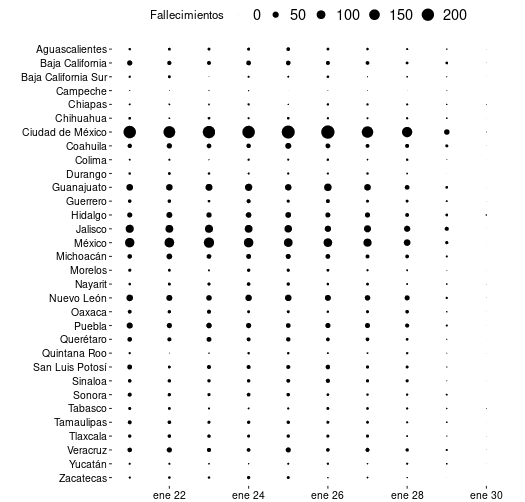 Fallecimientos 0 50 100 150 200
Aguascalientes
Baja California
Baja California Sur
Campeche
Chiapas
Chihuahua
Ciudad de México
Coahuila
Colima
Durango
Guanajuato
Guerrero
Hidalgo
Jalisco
México
Michoacán
Morelos
Nayarit
Nuevo León
Oaxaca
Puebla
Querétaro
Quintana Roo
San Luis Potosí
Sinaloa
Sonora
Tabasco
Tamaulipas
Tlaxcala
Veracruz
Yucatán
Zacatecas
ene 22 ene 24 ene 26 ene 28 ene 30